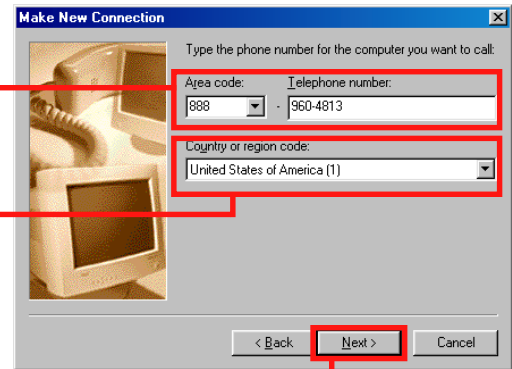 Make New Connection
Type the phone number for the computer you want to call:
Area code: Telephone number:
888 - 960-4813
Country or region code:
United States of America (1)
< Back Next > Cancel